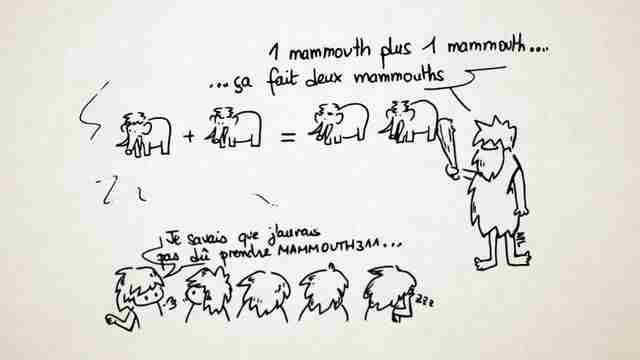 1 mammouth plus 1 mammouth....
...ça fait deux mammouths
+ =
Je savais que j'aurais
pas dû prendre MAMMOUTH311...
zzz